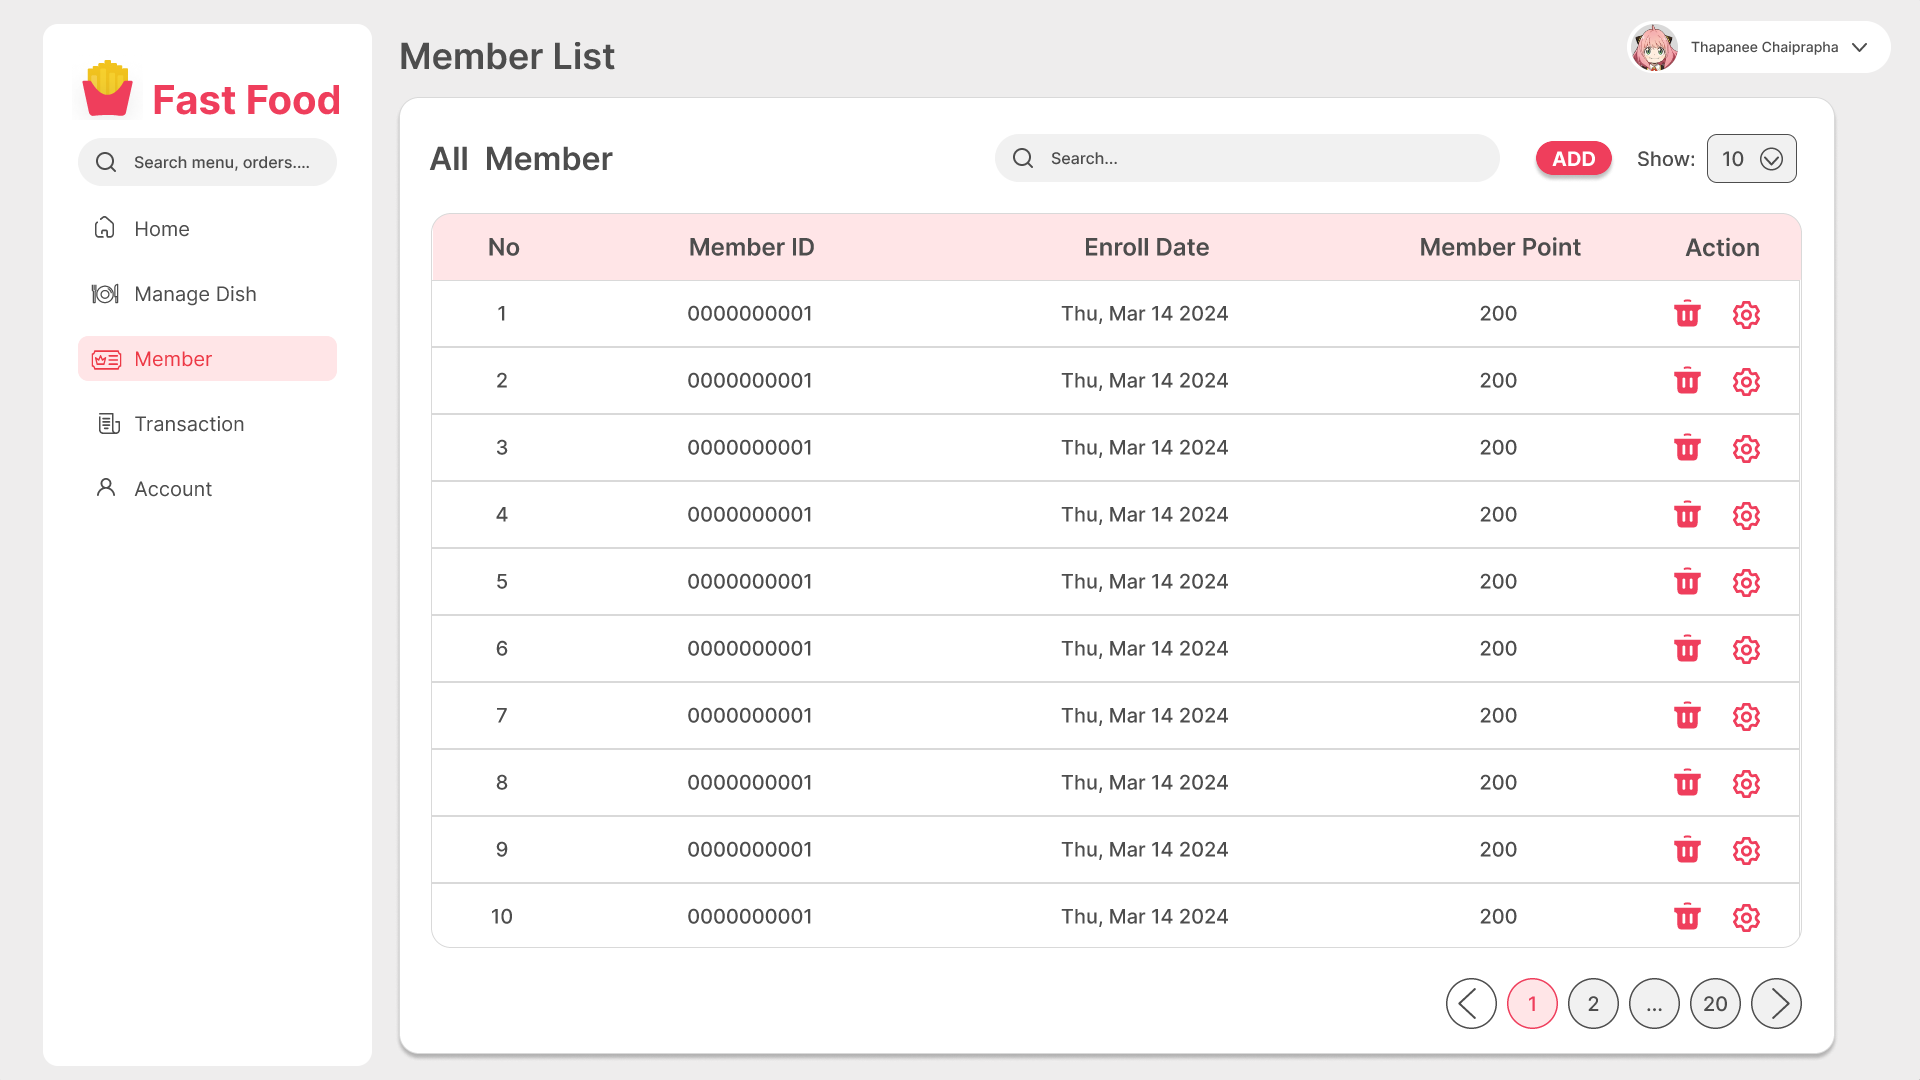 Fast Food
Search menu, orders....
Home
Manage Dish
Member
Transaction
Account
Member List
Thapanee Chaiprapha
All Member
Search...
ADD
Show:
10
No Member ID Enroll Date Member Point Action
1 0000000001 Thu, Mar 14 2024 200
2 0000000001 Thu, Mar 14 2024 200
3 0000000001 Thu, Mar 14 2024 200
4 0000000001 Thu, Mar 14 2024 200
5 0000000001 Thu, Mar 14 2024 200
6 0000000001 Thu, Mar 14 2024 200
7 0000000001 Thu, Mar 14 2024 200
8 0000000001 Thu, Mar 14 2024 200
9 0000000001 Thu, Mar 14 2024 200
10 0000000001 Thu, Mar 14 2024 200
1 2 ... 20